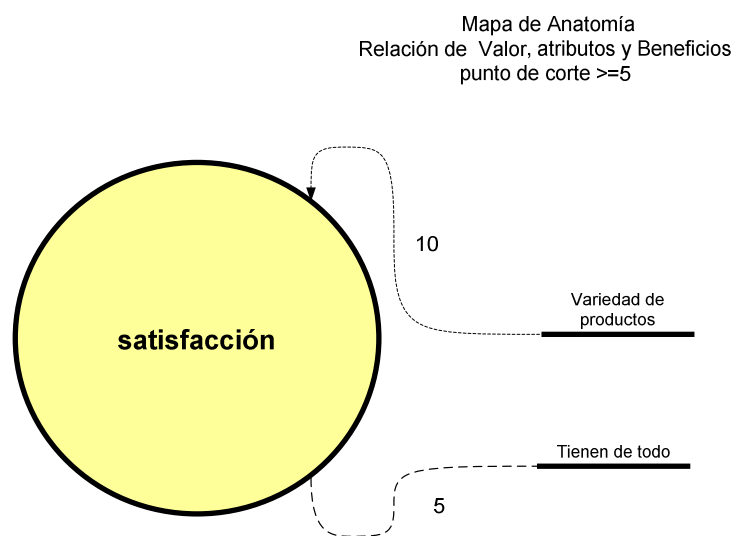 Mapa de Anatomía
Relación de Valor, atributos y Beneficios
punto de corte >=5
10
Variedad de
productos
satisfacción
Tienen de todo
5